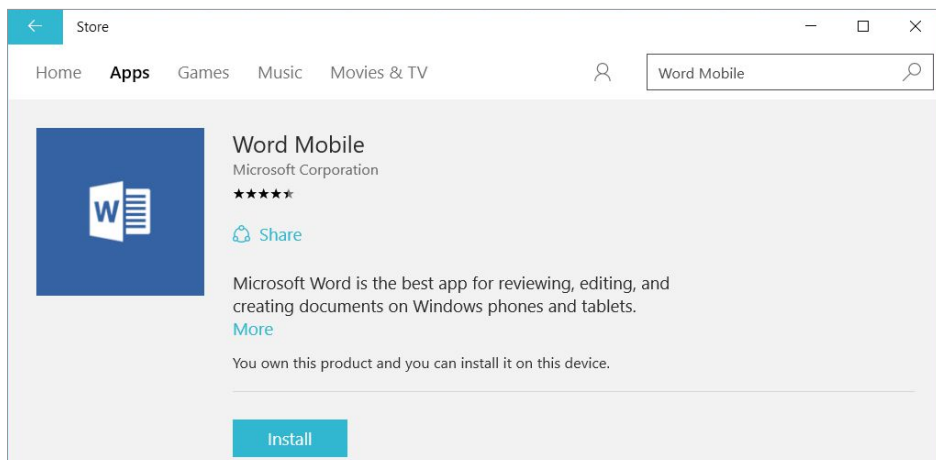 Store
Home Apps Games Music Movies & TV
Word Mobile
W
Word Mobile
Microsoft Corporation
Share
Microsoft Word is the best app for reviewing, editing, and
creating documents on Windows phones and tablets.
More
You own this product and you can install it on this device.
Install